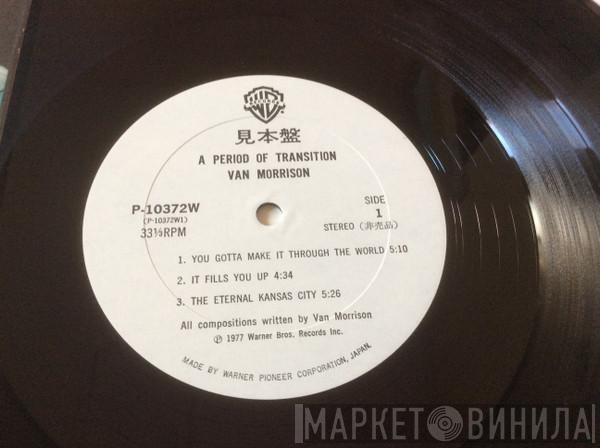 WB
見本盤
A PERIOD OF TRANSITION
VAN MORRISON
P-10372W
(P-10372W1)
33⅓RPM
SIDE
1
STEREO (非売品)
1. YOU GOTTA MAKE IT THROUGH THE WORLD 5:10
2. IT FILLS YOU UP 4:34
3. THE ETERNAL KANSAS CITY 5:26
All compositions written by Van Morrison
Ⓟ 1977 Warner Bros. Records Inc.
MADE BY WARNER PIONEER CORPORATION, JAPAN.
МАРКЕТ ВИНИЛА